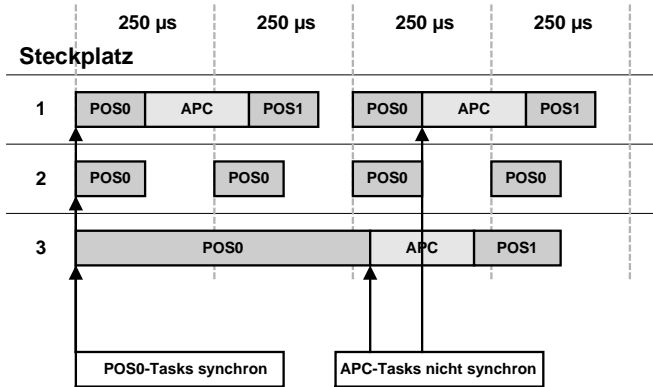 250 µs 250 µs 250 µs 250 µs
Steckplatz
1 POS0 APC POS1 POS0 APC POS1
2 POS0 POS0 POS0 POS0
3 POS0 APC POS1
POS0-Tasks synchron APC-Tasks nicht synchron